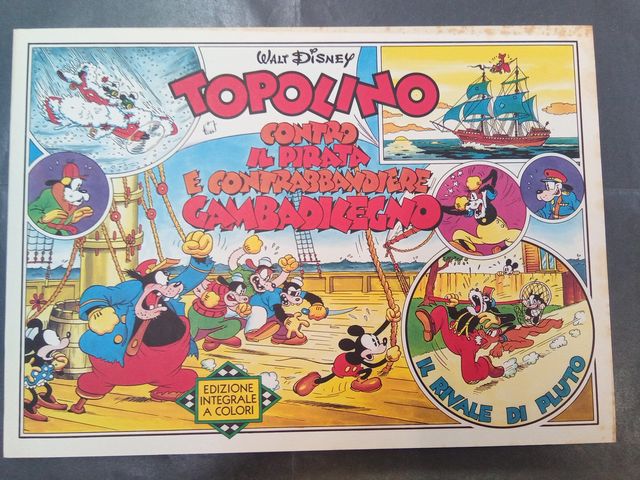 WALT DISNEY
TOPOLINO
CONTRO
IL PIRATA
E CONTRABBANDIERE
GAMBADILEGNO
EDIZIONE
INTEGRALE
A COLORI
IL RIVALE DI PLUTO